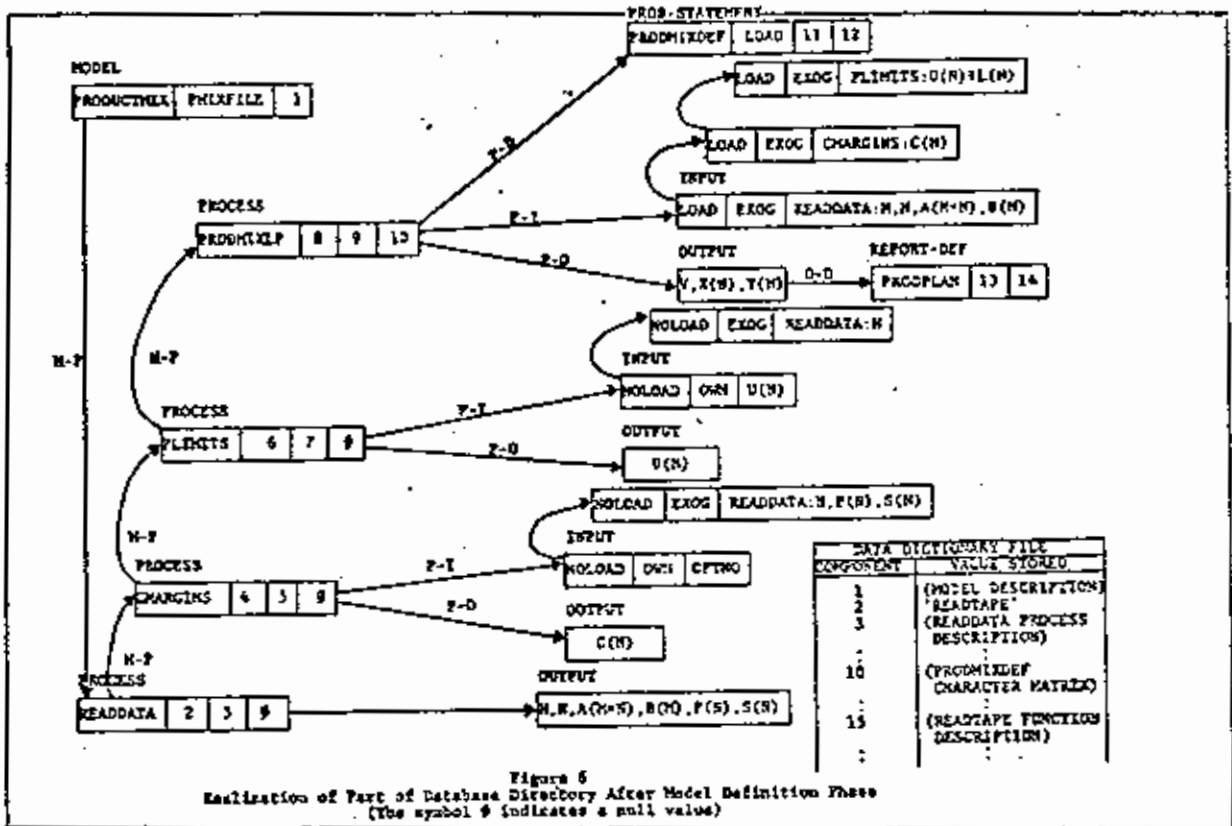 PROB-STATEMENT
PRODMIXDEF LOAD 11 12
MODEL
PRODUCTMIX PMIXFILE 1
LOAD EXOG PLIMITS:U(N),L(N)
LOAD EXOG CMARGINS:C(N)
P-D
INPUT
LOAD EXOG READDATA:M,N,A(M*N),B(M)
P-I
PROCESS
PRODMIXLP 8 9 10
P-O
OUTPUT
V,X(N),Y(M)
O-D
REPORT-DEF
PRODPLAN 13 14
NOLOAD EXOG READDATA:N
M-P
M-P
INPUT
NOLOAD OWN U(N)
P-I
PROCESS
PLIMITS 6 7 φ
P-O
OUTPUT
U(N)
NOLOAD EXOG READDATA:N,P(N),S(N)
M-P
INPUT
NOLOAD OWN OPTNO
P-I
PROCESS
CMARGINS 4 5 φ
P-O
OUTPUT
C(N)
M-P
PROCESS
READDATA 2 3 φ
OUTPUT
M,N,A(M*N),B(M),P(N),S(N)
DATA DICTIONARY FILE
COMPONENT VALUE STORED
1 (MODEL DESCRIPTION)
2 'READTAPE'
3 (READDATA PROCESS
DESCRIPTION)
10 (PRODMIXDEF
CHARACTER MATRIX)
15 (READTAPE FUNCTION
DESCRIPTION)
Figure 6
Realization of Part of Database Directory After Model Definition Phase
(The symbol φ indicates a null value)